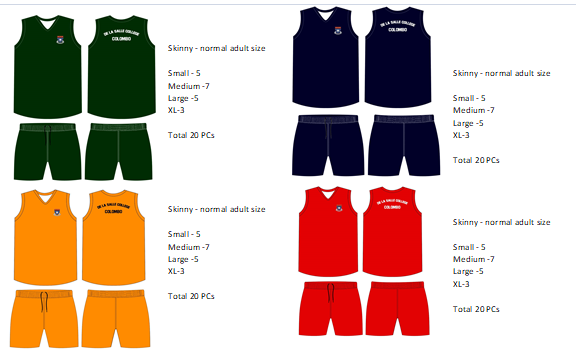 DE LA SALLE COLLEGE
COLOMBO
Skinny - normal adult size
Small - 5
Medium -7
Large -5
XL-3
Total 20 PCs
DE LA SALLE COLLEGE
COLOMBO
Skinny - normal adult size
Small - 5
Medium -7
Large -5
XL-3
Total 20 PCs
DE LA SALLE COLLEGE
COLOMBO
Skinny - normal adult size
Small - 5
Medium -7
Large -5
XL-3
Total 20 PCs
DE LA SALLE COLLEGE
COLOMBO
Skinny - normal adult size
Small - 5
Medium -7
Large -5
XL-3
Total 20 PCs